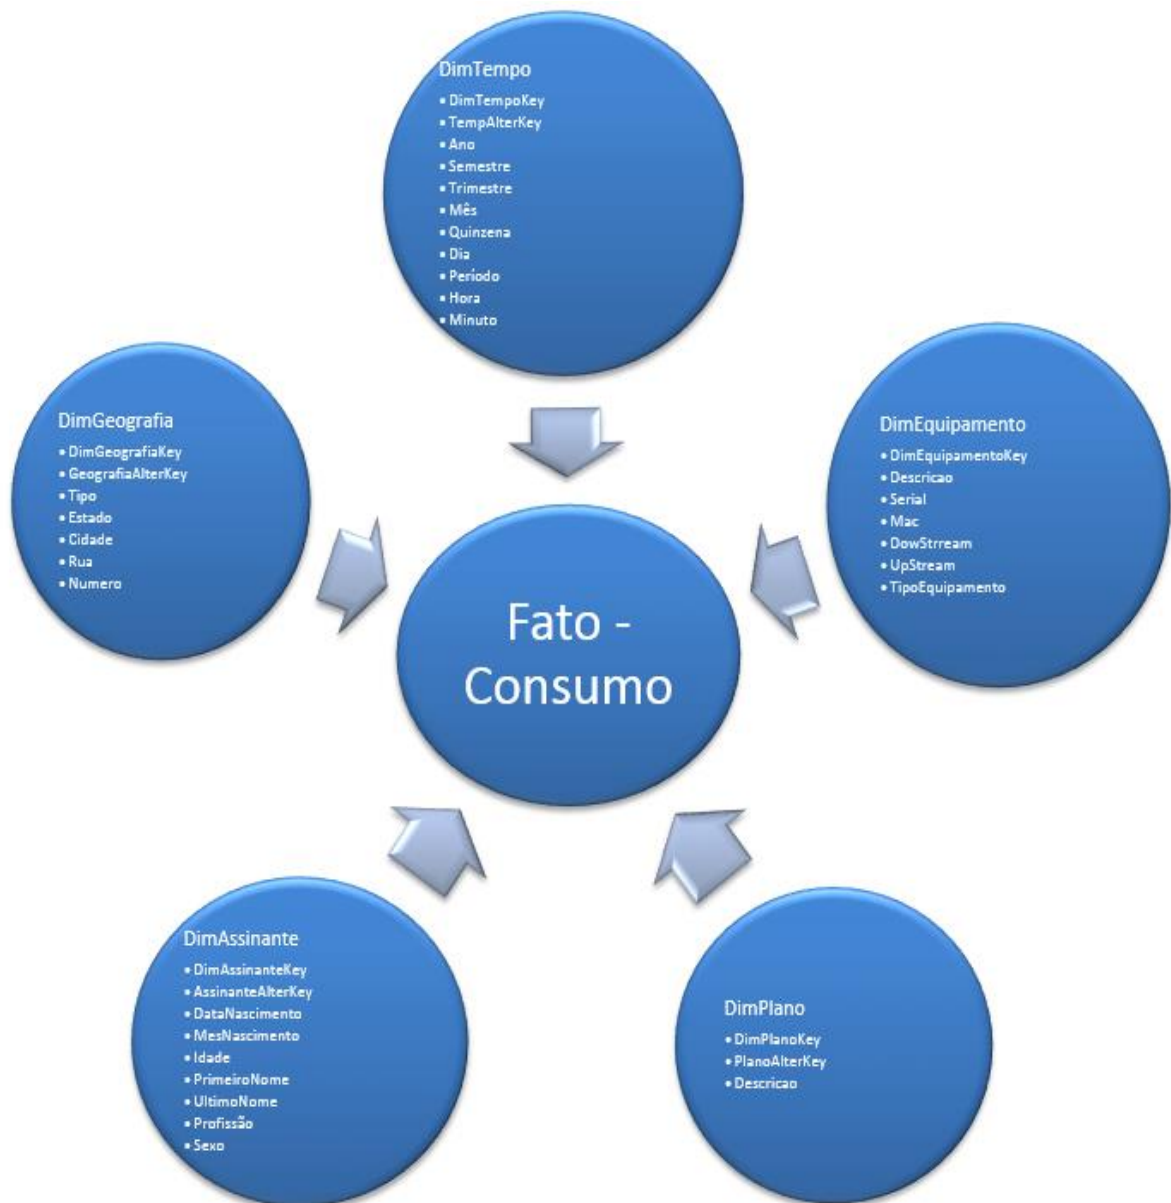 DimTempo
• DimTempoKey
• TempAlterKey
• Ano
• Semestre
• Trimestre
• Mês
• Quinzena
• Dia
• Período
• Hora
• Minuto
DimGeografia
• DimGeografiaKey
• GeografiaAlterKey
• Tipo
• Estado
• Cidade
• Rua
• Numero
DimEquipamento
• DimEquipamentoKey
• Descricao
• Serial
• Mac
• DowStrream
• UpStream
• TipoEquipamento
Fato -
Consumo
DimAssinante
• DimAssinanteKey
• AssinanteAlterKey
• DataNascimento
• MesNascimento
• Idade
• PrimeiroNome
• UltimoNome
• Profissão
• Sexo
DimPlano
• DimPlanoKey
• PlanoAlterKey
• Descricao